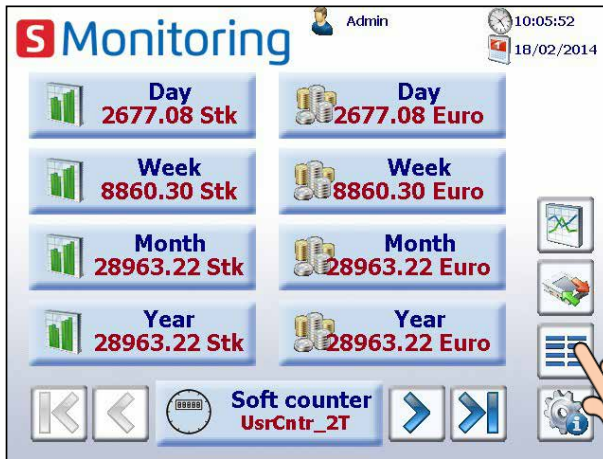 S Monitoring
Admin
10:05:52
18/02/2014
Day
2677.08 Stk
Day
2677.08 Euro
Week
8860.30 Stk
Week
8860.30 Euro
Month
28963.22 Stk
Month
28963.22 Euro
Year
28963.22 Stk
Year
28963.22 Euro
Soft counter
UsrCntr_2T